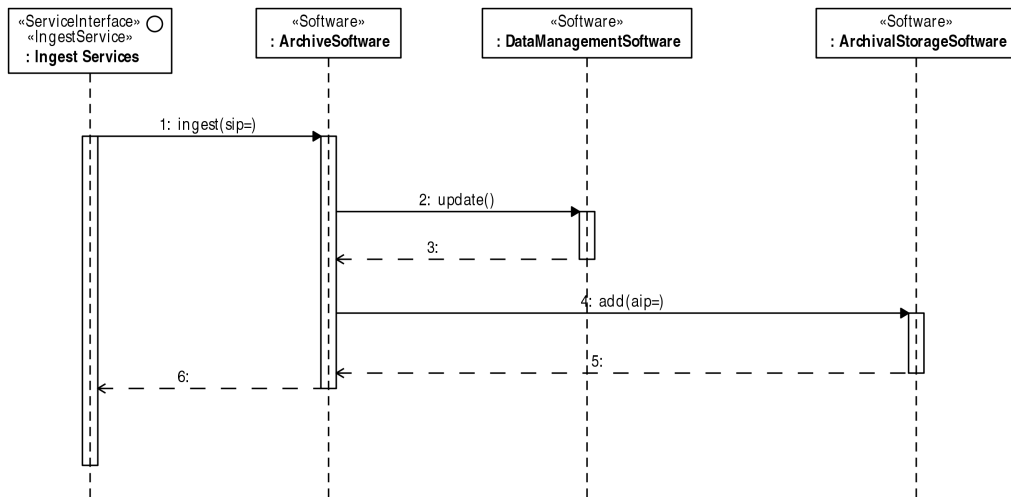 «ServiceInterface»
«IngestService»
: Ingest Services
«Software»
: ArchiveSoftware
«Software»
: DataManagementSoftware
«Software»
: ArchivalStorageSoftware
1: ingest(sip=)
2: update()
3:
4: add(aip=)
5:
6: